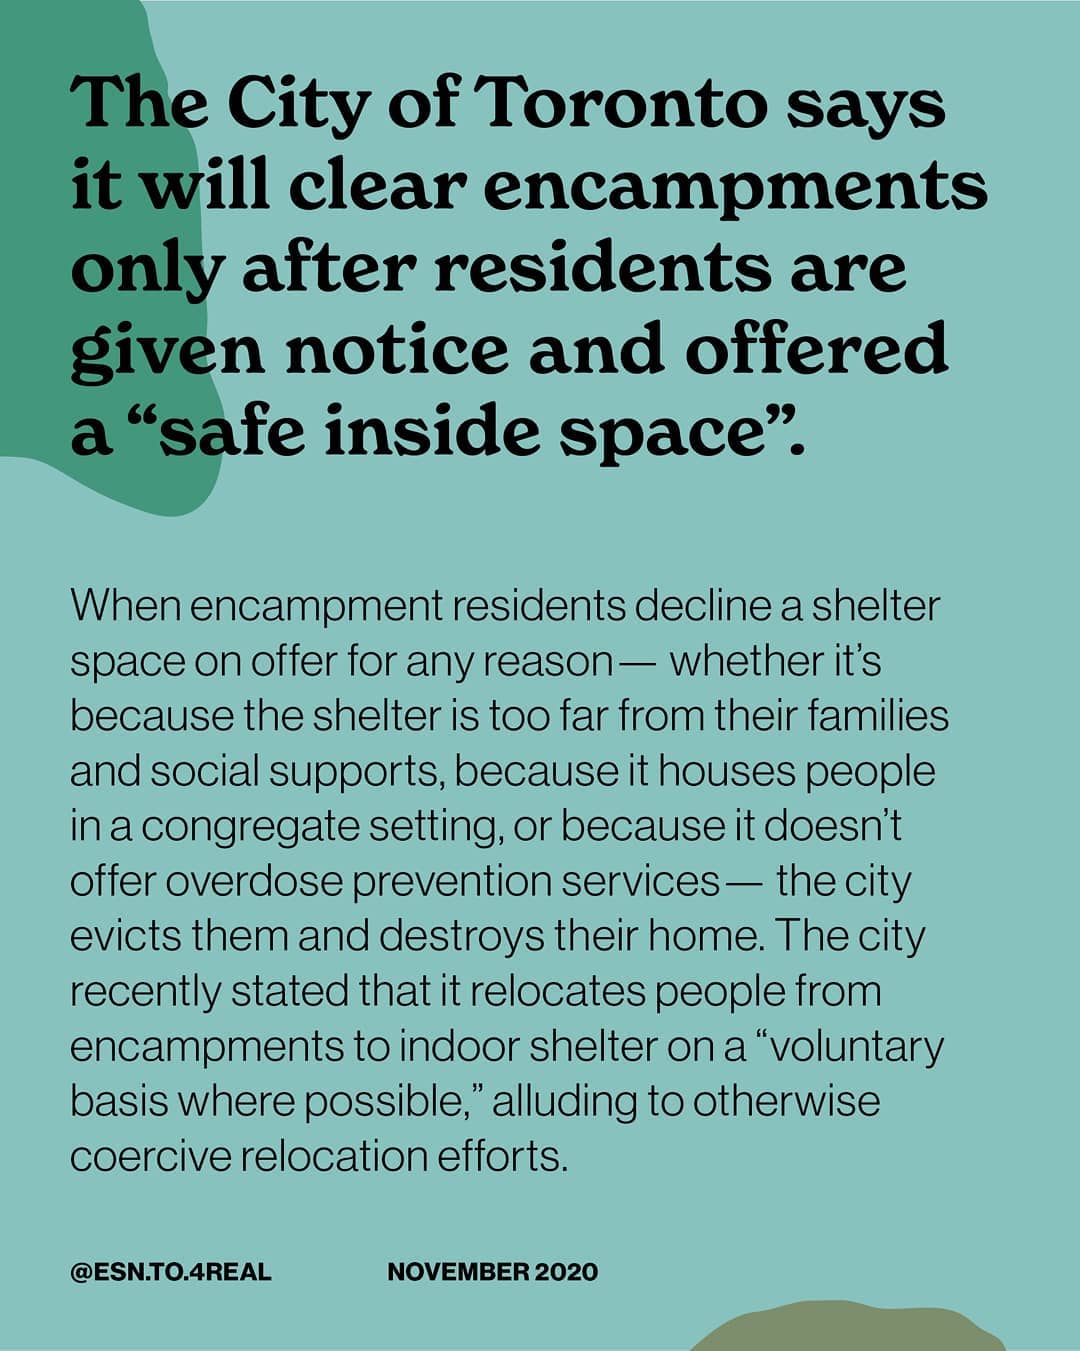 The City of Toronto says
it will clear encampments
only after residents are
given notice and offered
a “safe inside space”.
When encampment residents decline a shelter
space on offer for any reason— whether it’s
because the shelter is too far from their families
and social supports, because it houses people
in a congregate setting, or because it doesn’t
offer overdose prevention services— the city
evicts them and destroys their home. The city
recently stated that it relocates people from
encampments to indoor shelter on a “voluntary
basis where possible,” alluding to otherwise
coercive relocation efforts.
@ESN.TO.4REAL NOVEMBER 2020